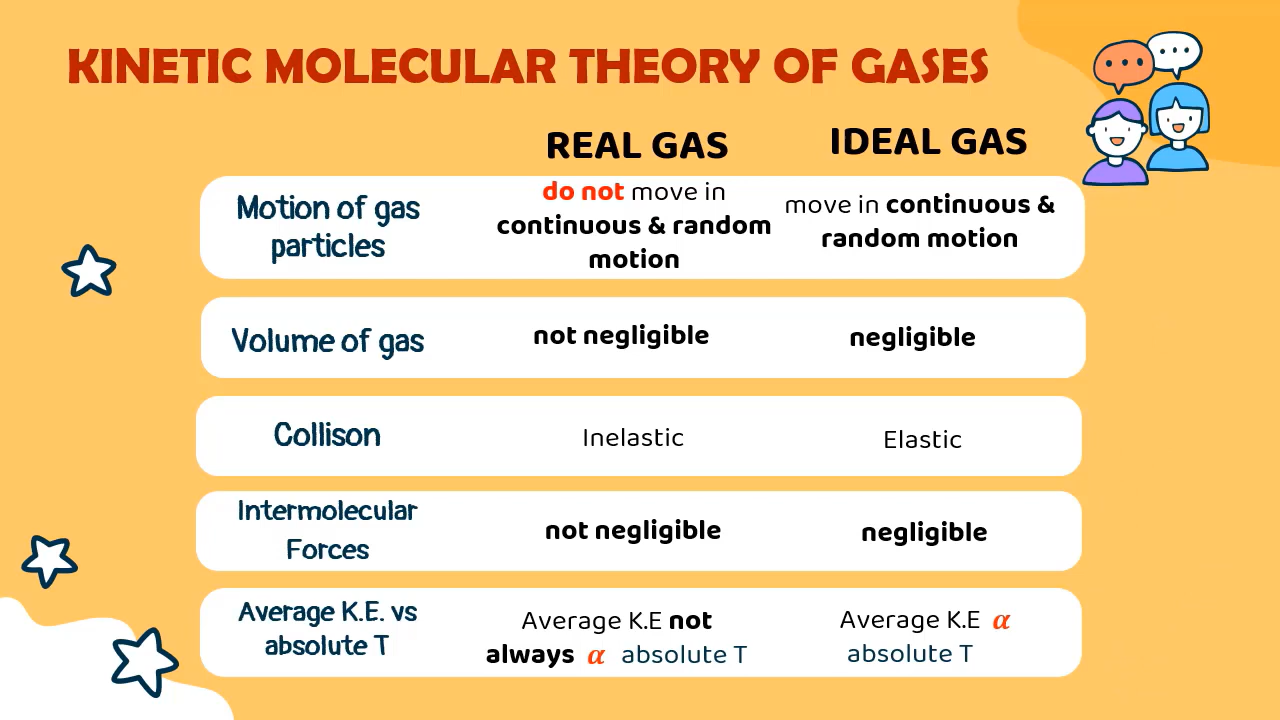 KINETIC MOLECULAR THEORY OF GASES
REAL GAS
IDEAL GAS
Motion of gas
particles
do not move in
continuous & random
motion
move in continuous &
random motion
Volume of gas
not negligible
negligible
Collison
Inelastic
Elastic
Intermolecular
Forces
not negligible
negligible
Average K.E. vs
absolute T
Average K.E not
always α absolute T
Average K.E α
absolute T